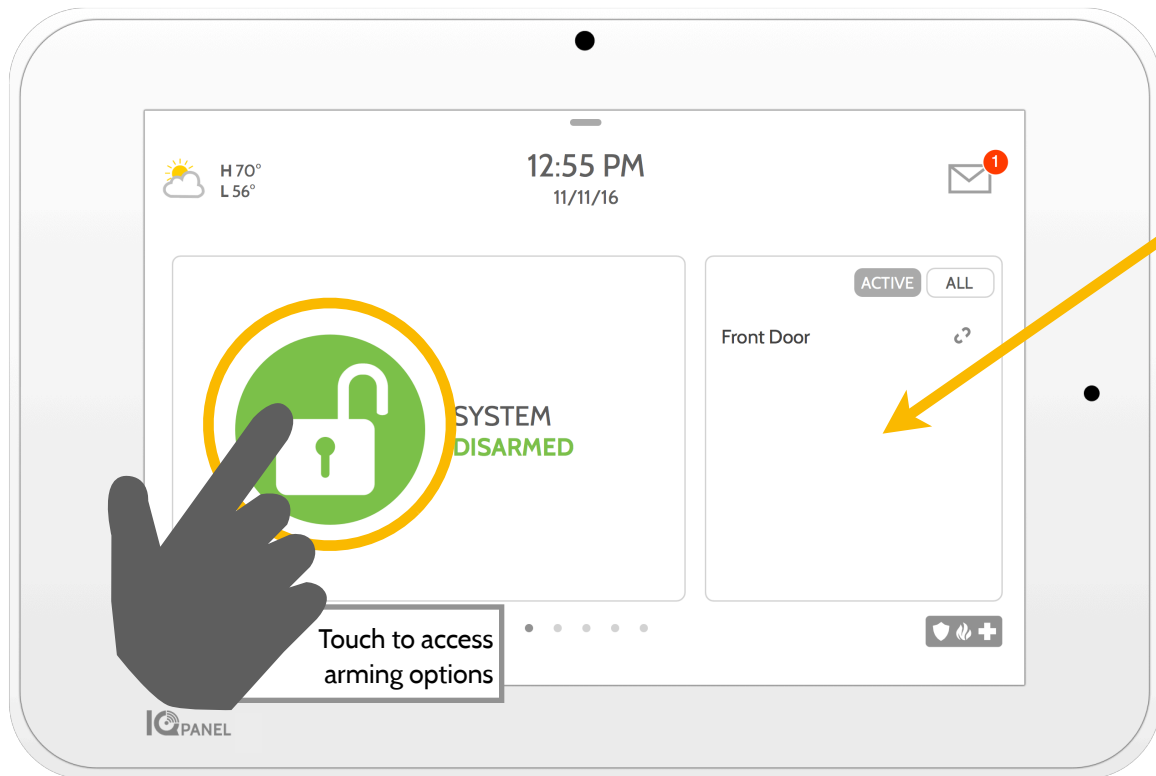 H 70°
L 56°
12:55 PM
11/11/16
1
ACTIVE ALL
Front Door
SYSTEM
DISARMED
Touch to access
arming options
IQ PANEL